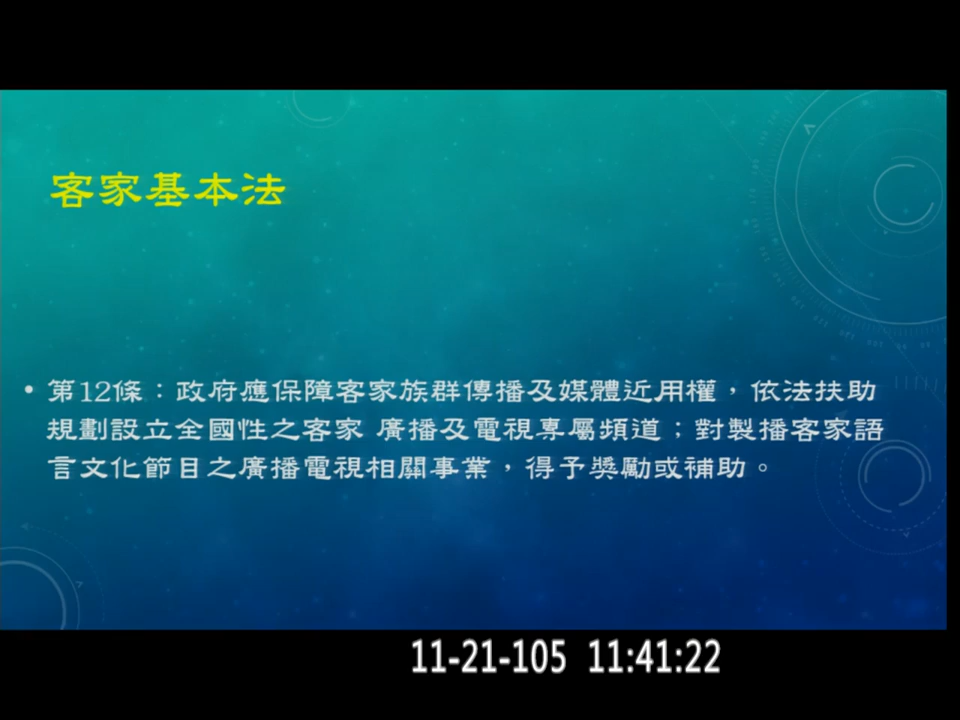 客家基本法
• 第12條：政府應保障客家族群傳播及媒體近用權，依法扶助
規劃設立全國性之客家 廣播及電視專屬頻道；對製播客家語
言文化節目之廣播電視相關事業，得予獎勵或補助。
11-21-105 11:41:22